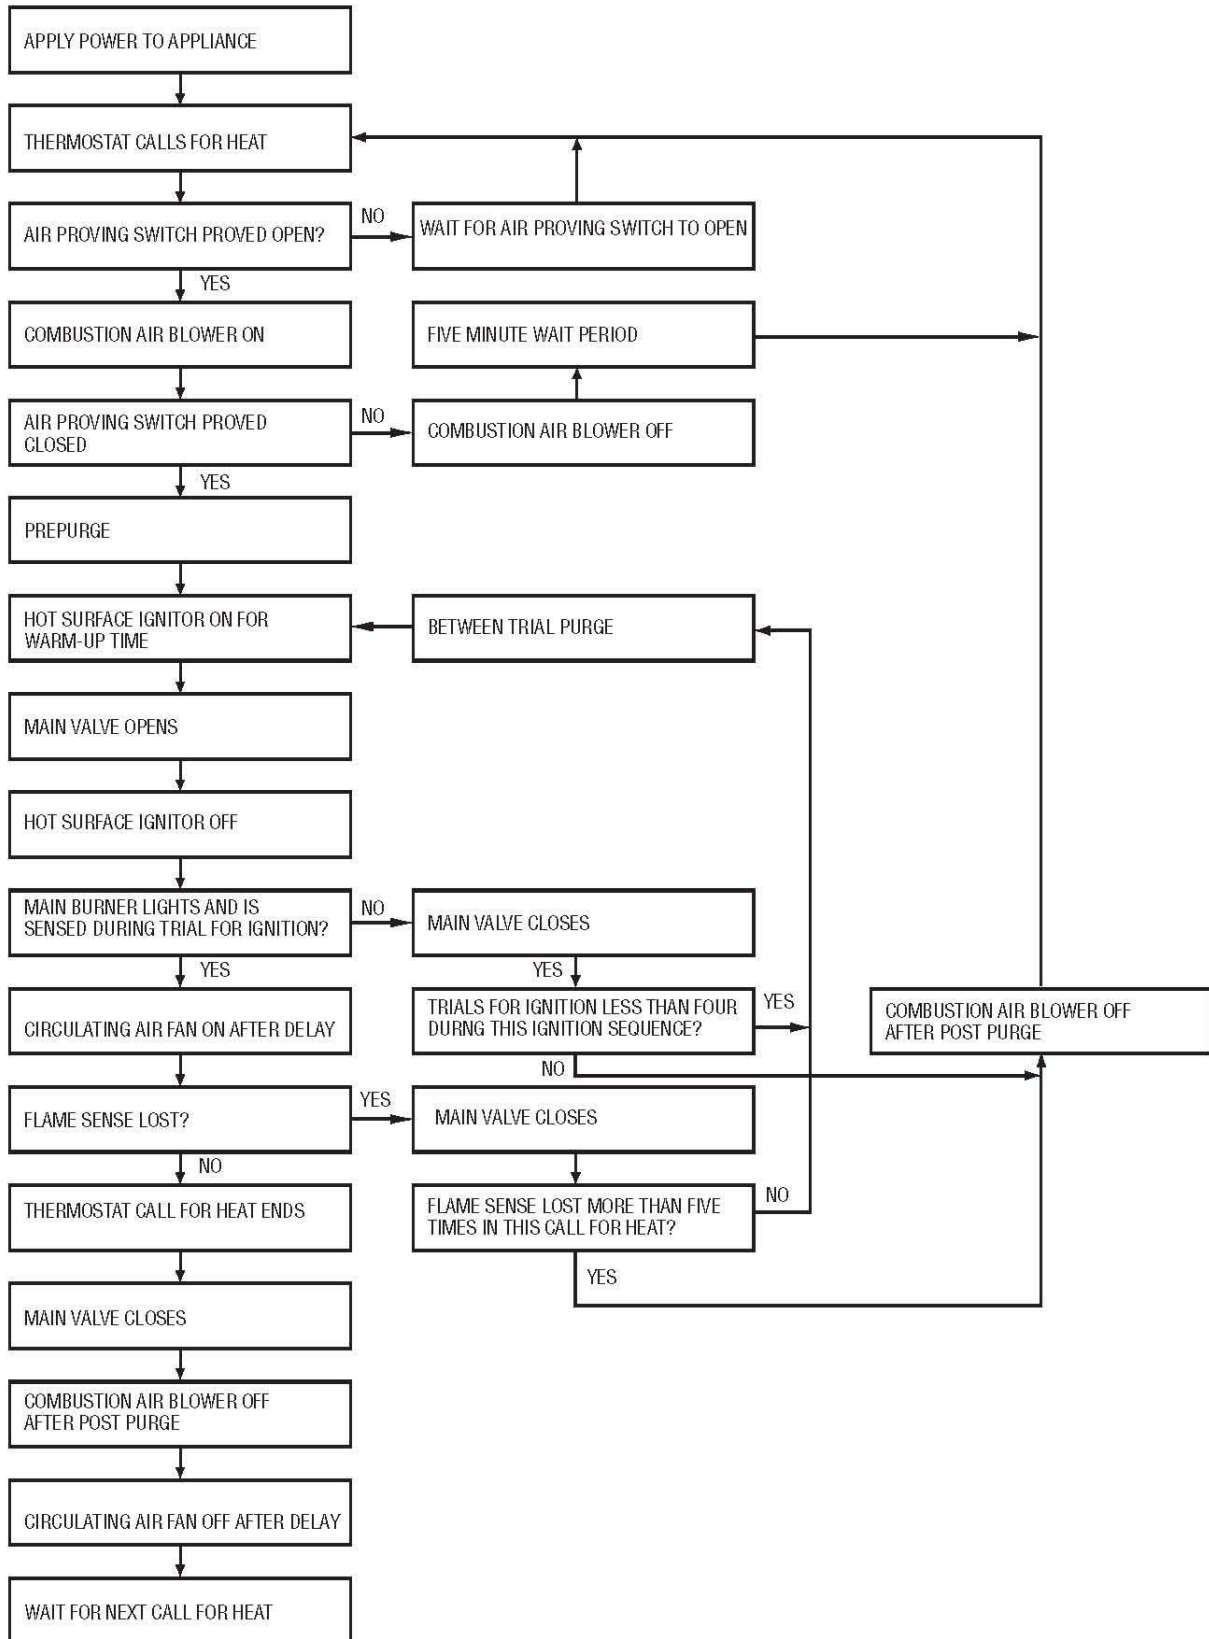 APPLY POWER TO APPLIANCE
THERMOSTAT CALLS FOR HEAT
AIR PROVING SWITCH PROVED OPEN?
NO
WAIT FOR AIR PROVING SWITCH TO OPEN
YES
COMBUSTION AIR BLOWER ON
FIVE MINUTE WAIT PERIOD
AIR PROVING SWITCH PROVED
CLOSED
NO
COMBUSTION AIR BLOWER OFF
YES
PREPURGE
HOT SURFACE IGNITOR ON FOR
WARM-UP TIME
BETWEEN TRIAL PURGE
MAIN VALVE OPENS
HOT SURFACE IGNITOR OFF
MAIN BURNER LIGHTS AND IS
SENSED DURING TRIAL FOR IGNITION?
NO
MAIN VALVE CLOSES
YES
YES
CIRCULATING AIR FAN ON AFTER DELAY
TRIALS FOR IGNITION LESS THAN FOUR
DURNG THIS IGNITION SEQUENCE?
YES
COMBUSTION AIR BLOWER OFF
AFTER POST PURGE
NO
FLAME SENSE LOST?
YES
MAIN VALVE CLOSES
NO
THERMOSTAT CALL FOR HEAT ENDS
FLAME SENSE LOST MORE THAN FIVE
TIMES IN THIS CALL FOR HEAT?
NO
YES
MAIN VALVE CLOSES
COMBUSTION AIR BLOWER OFF
AFTER POST PURGE
CIRCULATING AIR FAN OFF AFTER DELAY
WAIT FOR NEXT CALL FOR HEAT